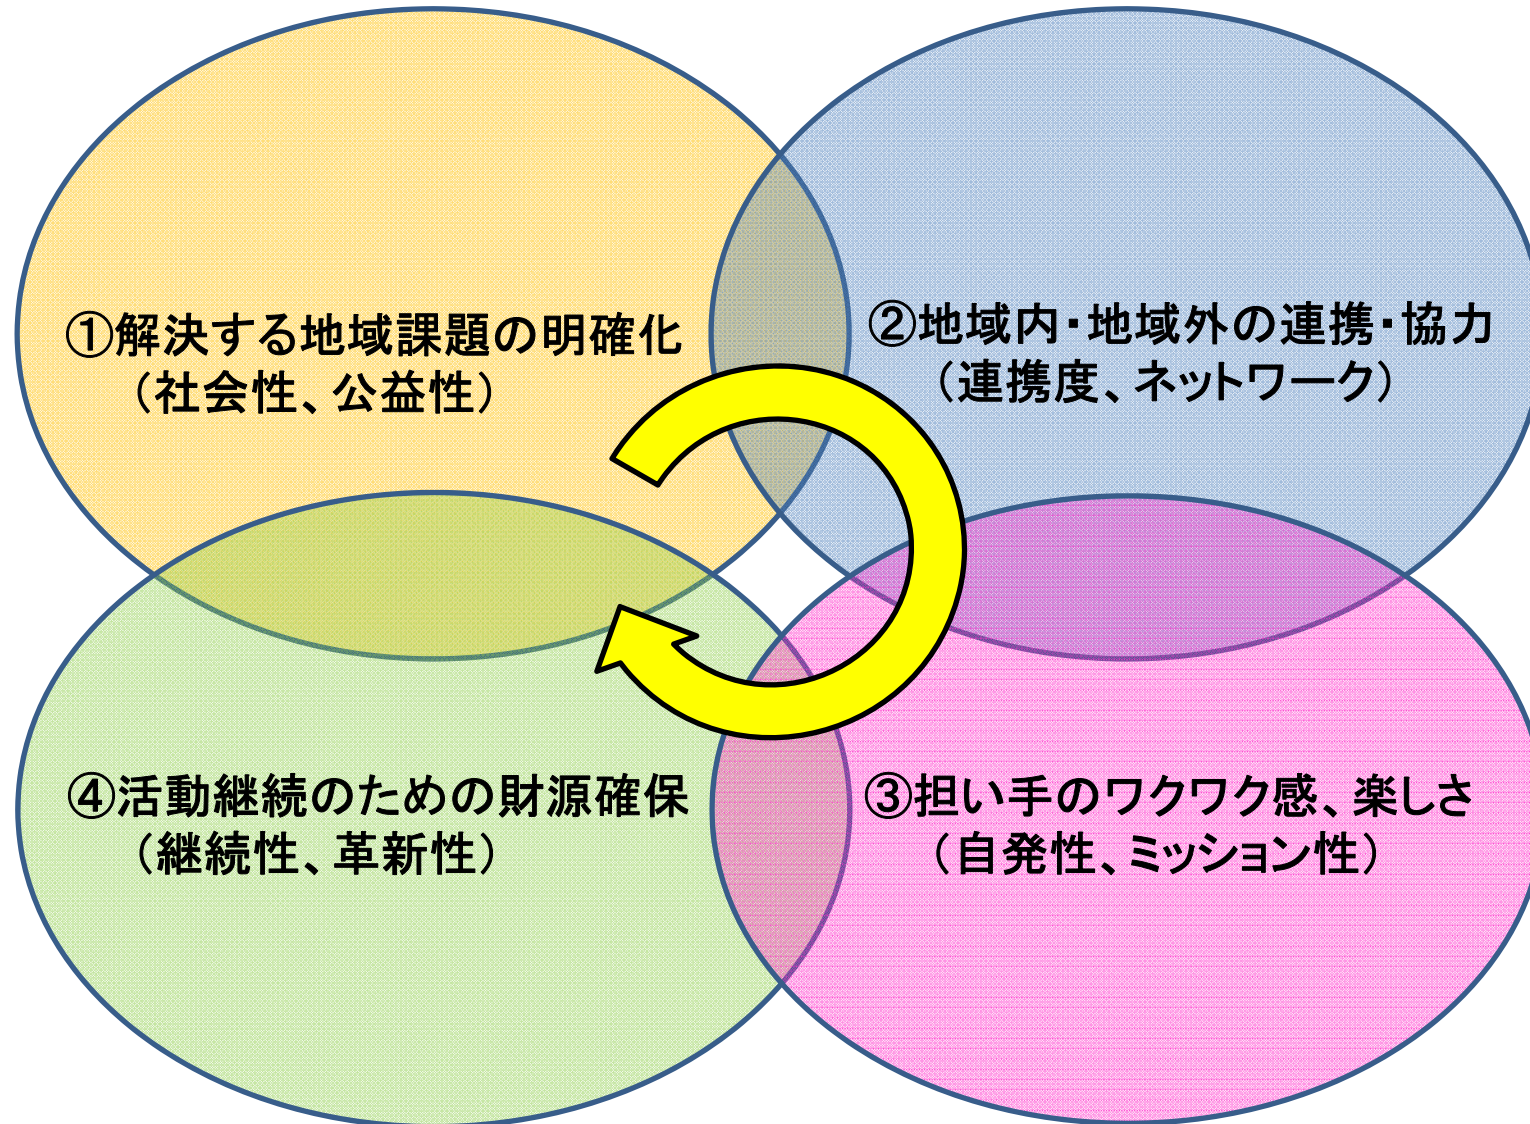 ①解決する地域課題の明確化
（社会性、公益性）
②地域内・地域外の連携・協力
（連携度、ネットワーク）
③担い手のワクワク感、楽しさ
（自発性、ミッション性）
④活動継続のための財源確保
（継続性、革新性）